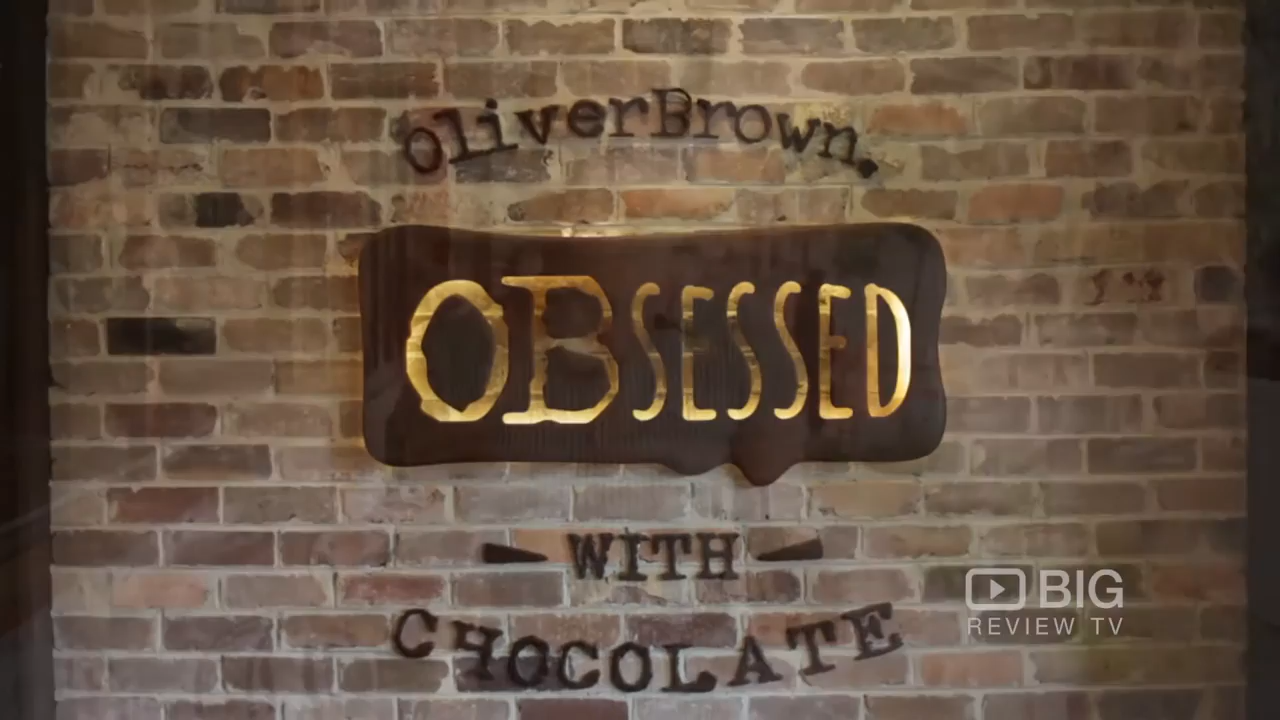 OliverBrown.
OBSESSED
WITH
CHOCOLATE
BIG
REVIEW TV